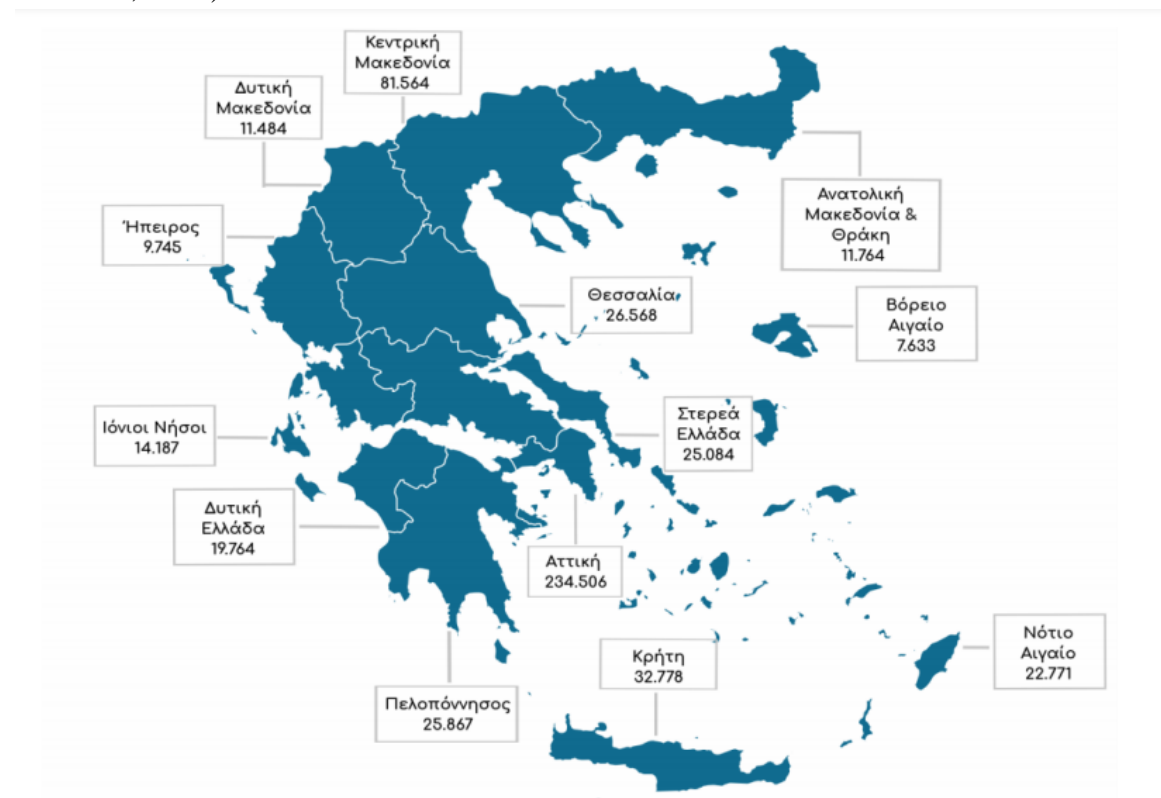 Κεντρική
Μακεδονία
81.564
Δυτική
Μακεδονία
11.484
Ανατολική
Μακεδονία &
Θράκη
11.764
Ήπειρος
9.745
Θεσσαλία
26.568
Βόρειο
Αιγαίο
7.633
Ιόνιοι Νήσοι
14.187
Στερεά
Ελλάδα
25.084
Δυτική
Ελλάδα
19.764
Αττική
234.506
Νότιο
Αιγαίο
22.771
Κρήτη
32.778
Πελοπόννησος
25.867